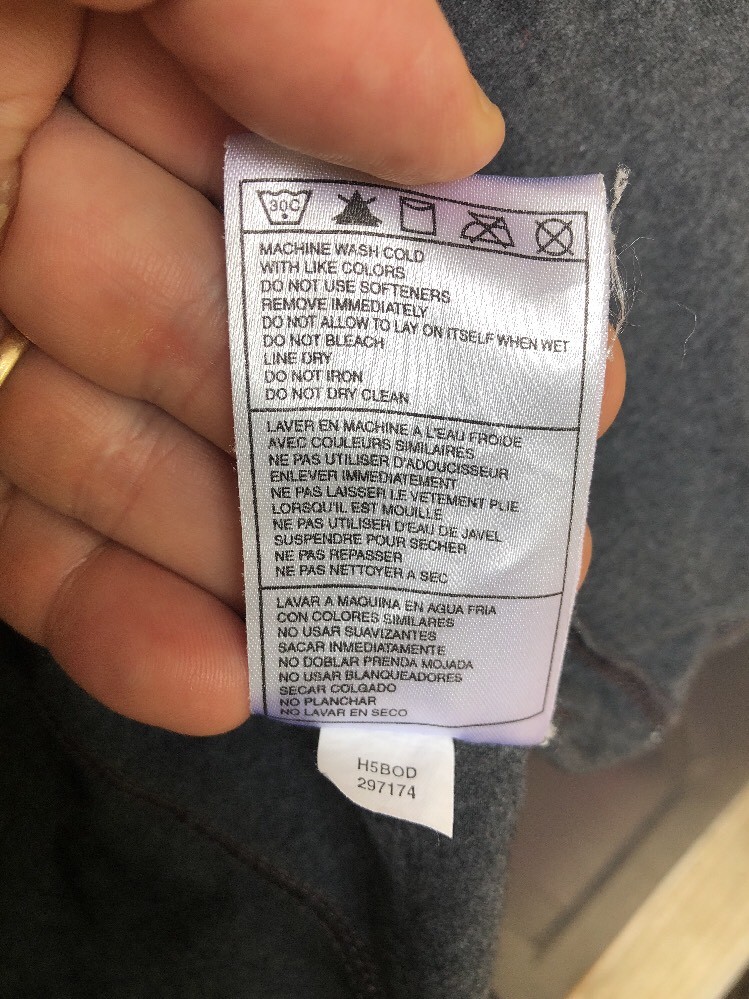 30C
MACHINE WASH COLD
WITH LIKE COLORS
DO NOT USE SOFTENERS
REMOVE IMMEDIATELY
DO NOT ALLOW TO LAY ON ITSELF WHEN WET
DO NOT BLEACH
LINE DRY
DO NOT IRON
DO NOT DRY CLEAN
LAVER EN MACHINE A L'EAU FROIDE
AVEC COULEURS SIMILAIRES
NE PAS UTILISER D'ADOUCISSEUR
ENLEVER IMMEDIATEMENT
NE PAS LAISSER LE VETEMENT PLIE
LORSQU'IL EST MOUILLE
NE PAS UTILISER D'EAU DE JAVEL
SUSPENDRE POUR SECHER
NE PAS REPASSER
NE PAS NETTOYER A SEC
LAVAR A MAQUINA EN AGUA FRIA
CON COLORES SIMILARES
NO USAR SUAVIZANTES
SACAR INMEDIATAMENTE
NO DOBLAR PRENDA MOJADA
NO USAR BLANQUEADORES
SECAR COLGADO
NO PLANCHAR
NO LAVAR EN SECO
H5BOD
297174